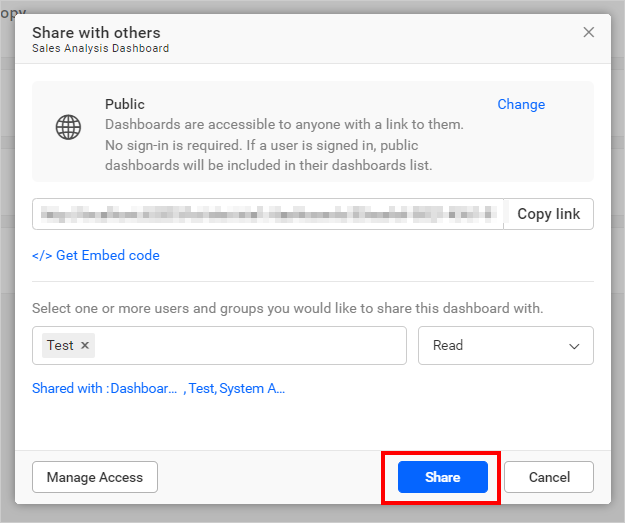 opy
Share with others
Sales Analysis Dashboard
Public
Change
Dashboards are accessible to anyone with a link to them.
No sign-in is required. If a user is signed in, public
dashboards will be included in their dashboards list.
Copy link
</> Get Embed code
Select one or more users and groups you would like to share this dashboard with.
Test ×
Read
Shared with :Dashboar... , Test, System A...
Manage Access
Share
Cancel